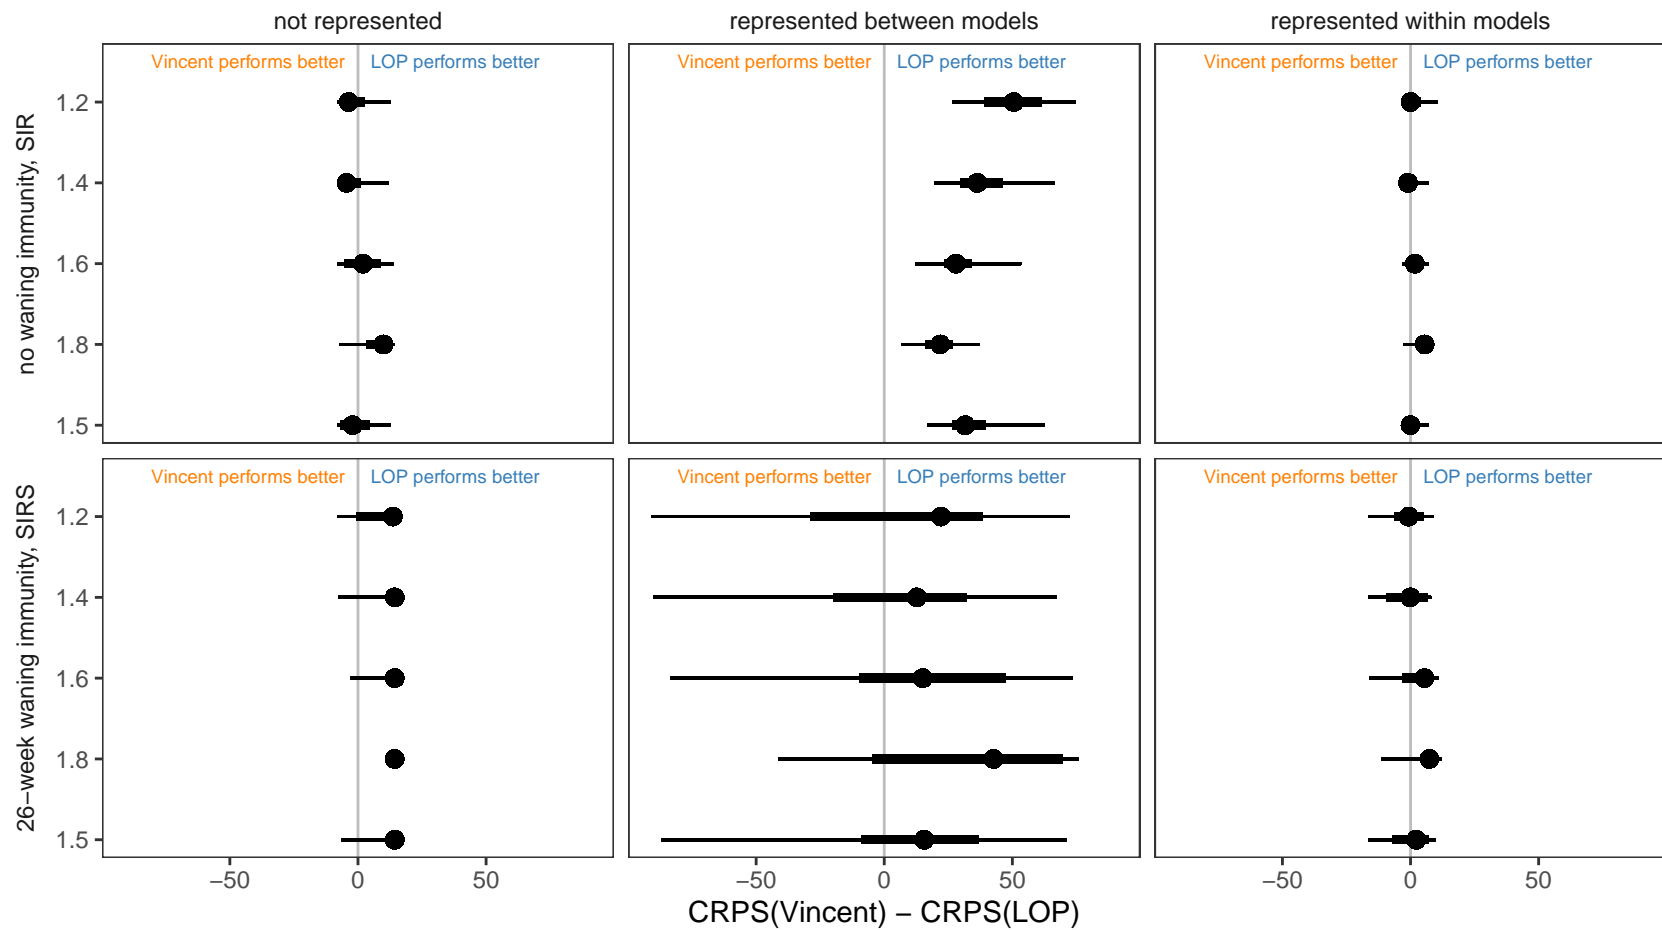 not represented
represented between models
represented within models
no waning immunity, SIR
Vincent performs better LOP performs better
Vincent performs better LOP performs better
Vincent performs better LOP performs better
1.2
1.4
1.6
1.8
1.5
26−week waning immunity, SIRS
Vincent performs better LOP performs better
Vincent performs better LOP performs better
Vincent performs better LOP performs better
1.2
1.4
1.6
1.8
1.5
−50 0 50
−50 0 50
−50 0 50
CRPS(Vincent) − CRPS(LOP)